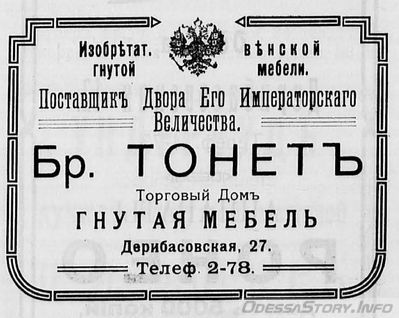 Изобрѣтат. вѣнской
гнутой мебели.
Поставщикъ Двора Его Императорскаго
Величества.
Бр. ТОНЕТЪ
Торговый Домъ
ГНУТАЯ МЕБЕЛЬ
Дерибасовская, 27.
Телеф. 2-78.
OdessaStory.Info